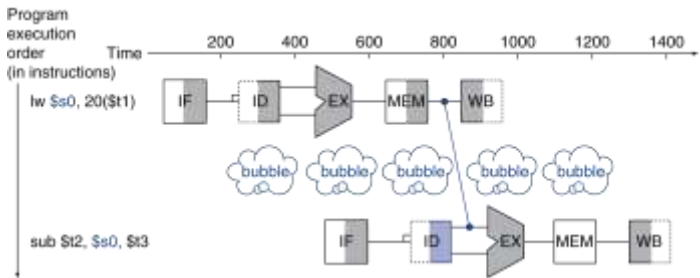 Program
execution
order Time
(in instructions)
200 400 600 800 1000 1200 1400
lw $s0, 20($t1)
IF ID EX MEM WB
bubble bubble bubble bubble bubble
sub $t2, $s0, $t3
IF ID EX MEM WB